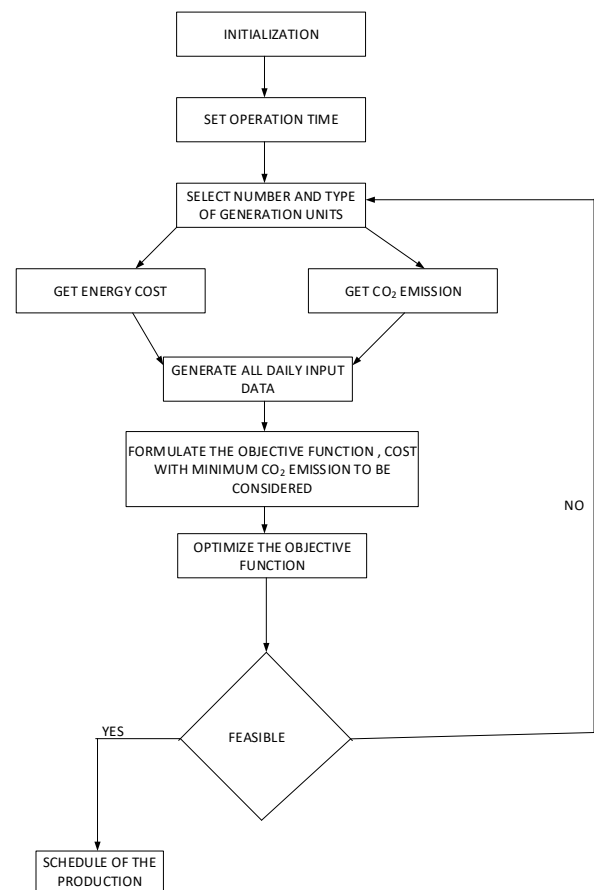 INITIALIZATION
SET OPERATION TIME
SELECT NUMBER AND TYPE
OF GENERATION UNITS
GET ENERGY COST
GET CO₂ EMISSION
GENERATE ALL DAILY INPUT
DATA
FORMULATE THE OBJECTIVE FUNCTION , COST
WITH MINIMUM CO₂ EMISSION TO BE
CONSIDERED
NO
OPTIMIZE THE OBJECTIVE
FUNCTION
YES
FEASIBLE
SCHEDULE OF THE
PRODUCTION